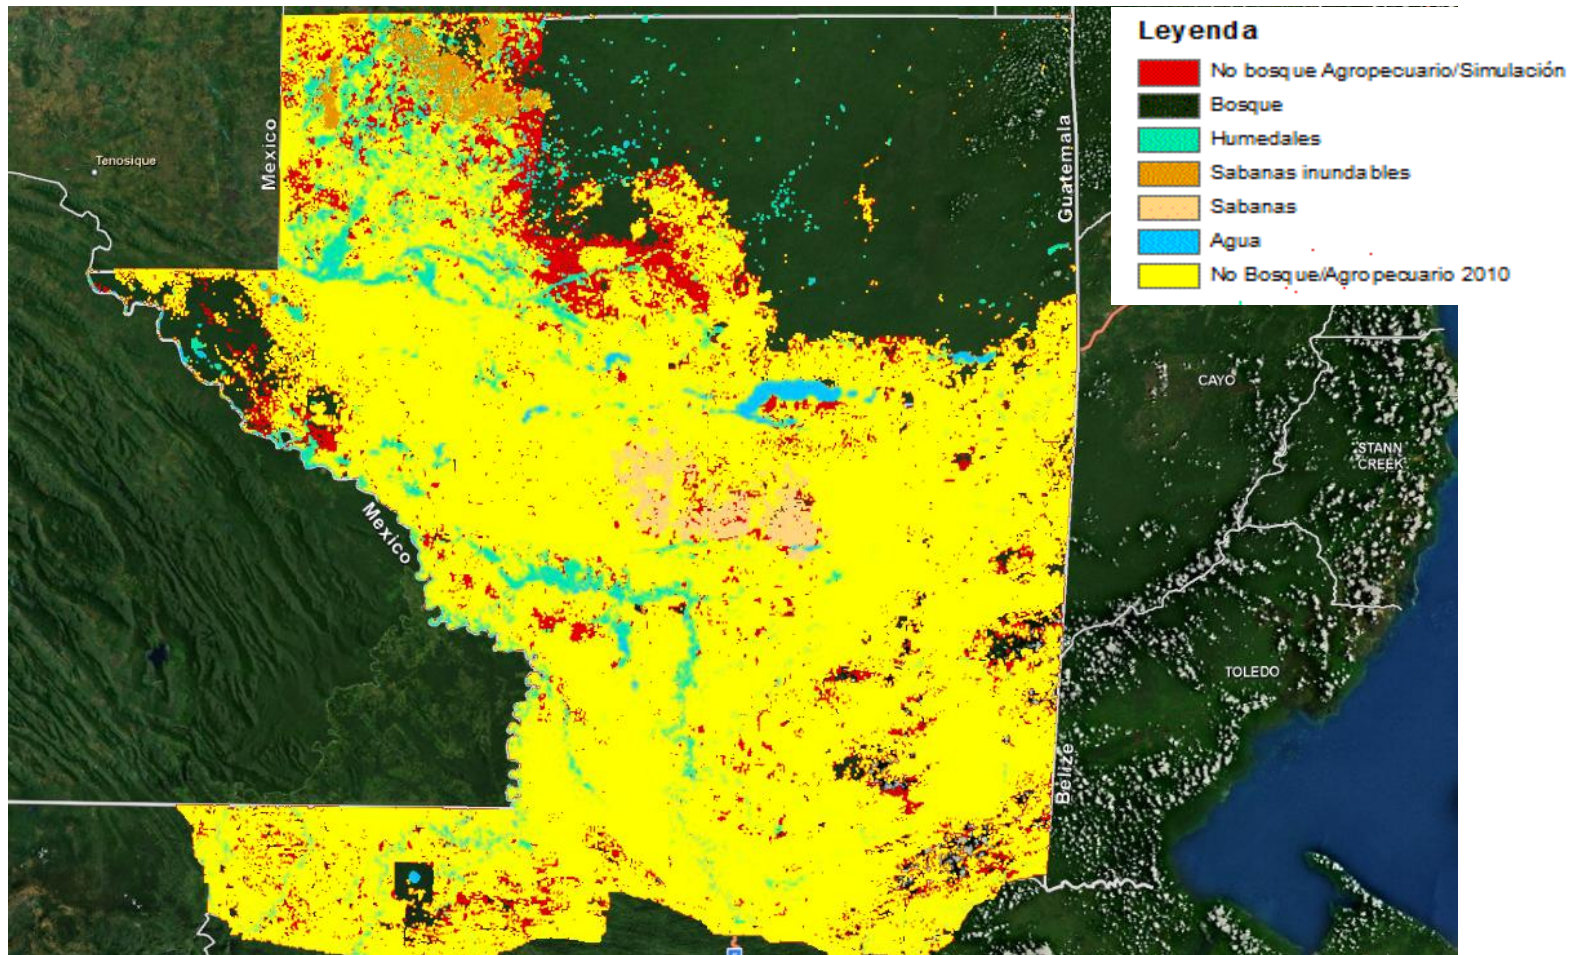 Leyenda
No bosque Agropecuario/Simulación
Bosque
Humedales
Sabanas inundables
Sabanas
Agua
No Bosque/Agropecuario 2010
Tenosique
Mexico
Guatemala
CAYO
STANN
CREEK
Mexico
TOLEDO
Belize